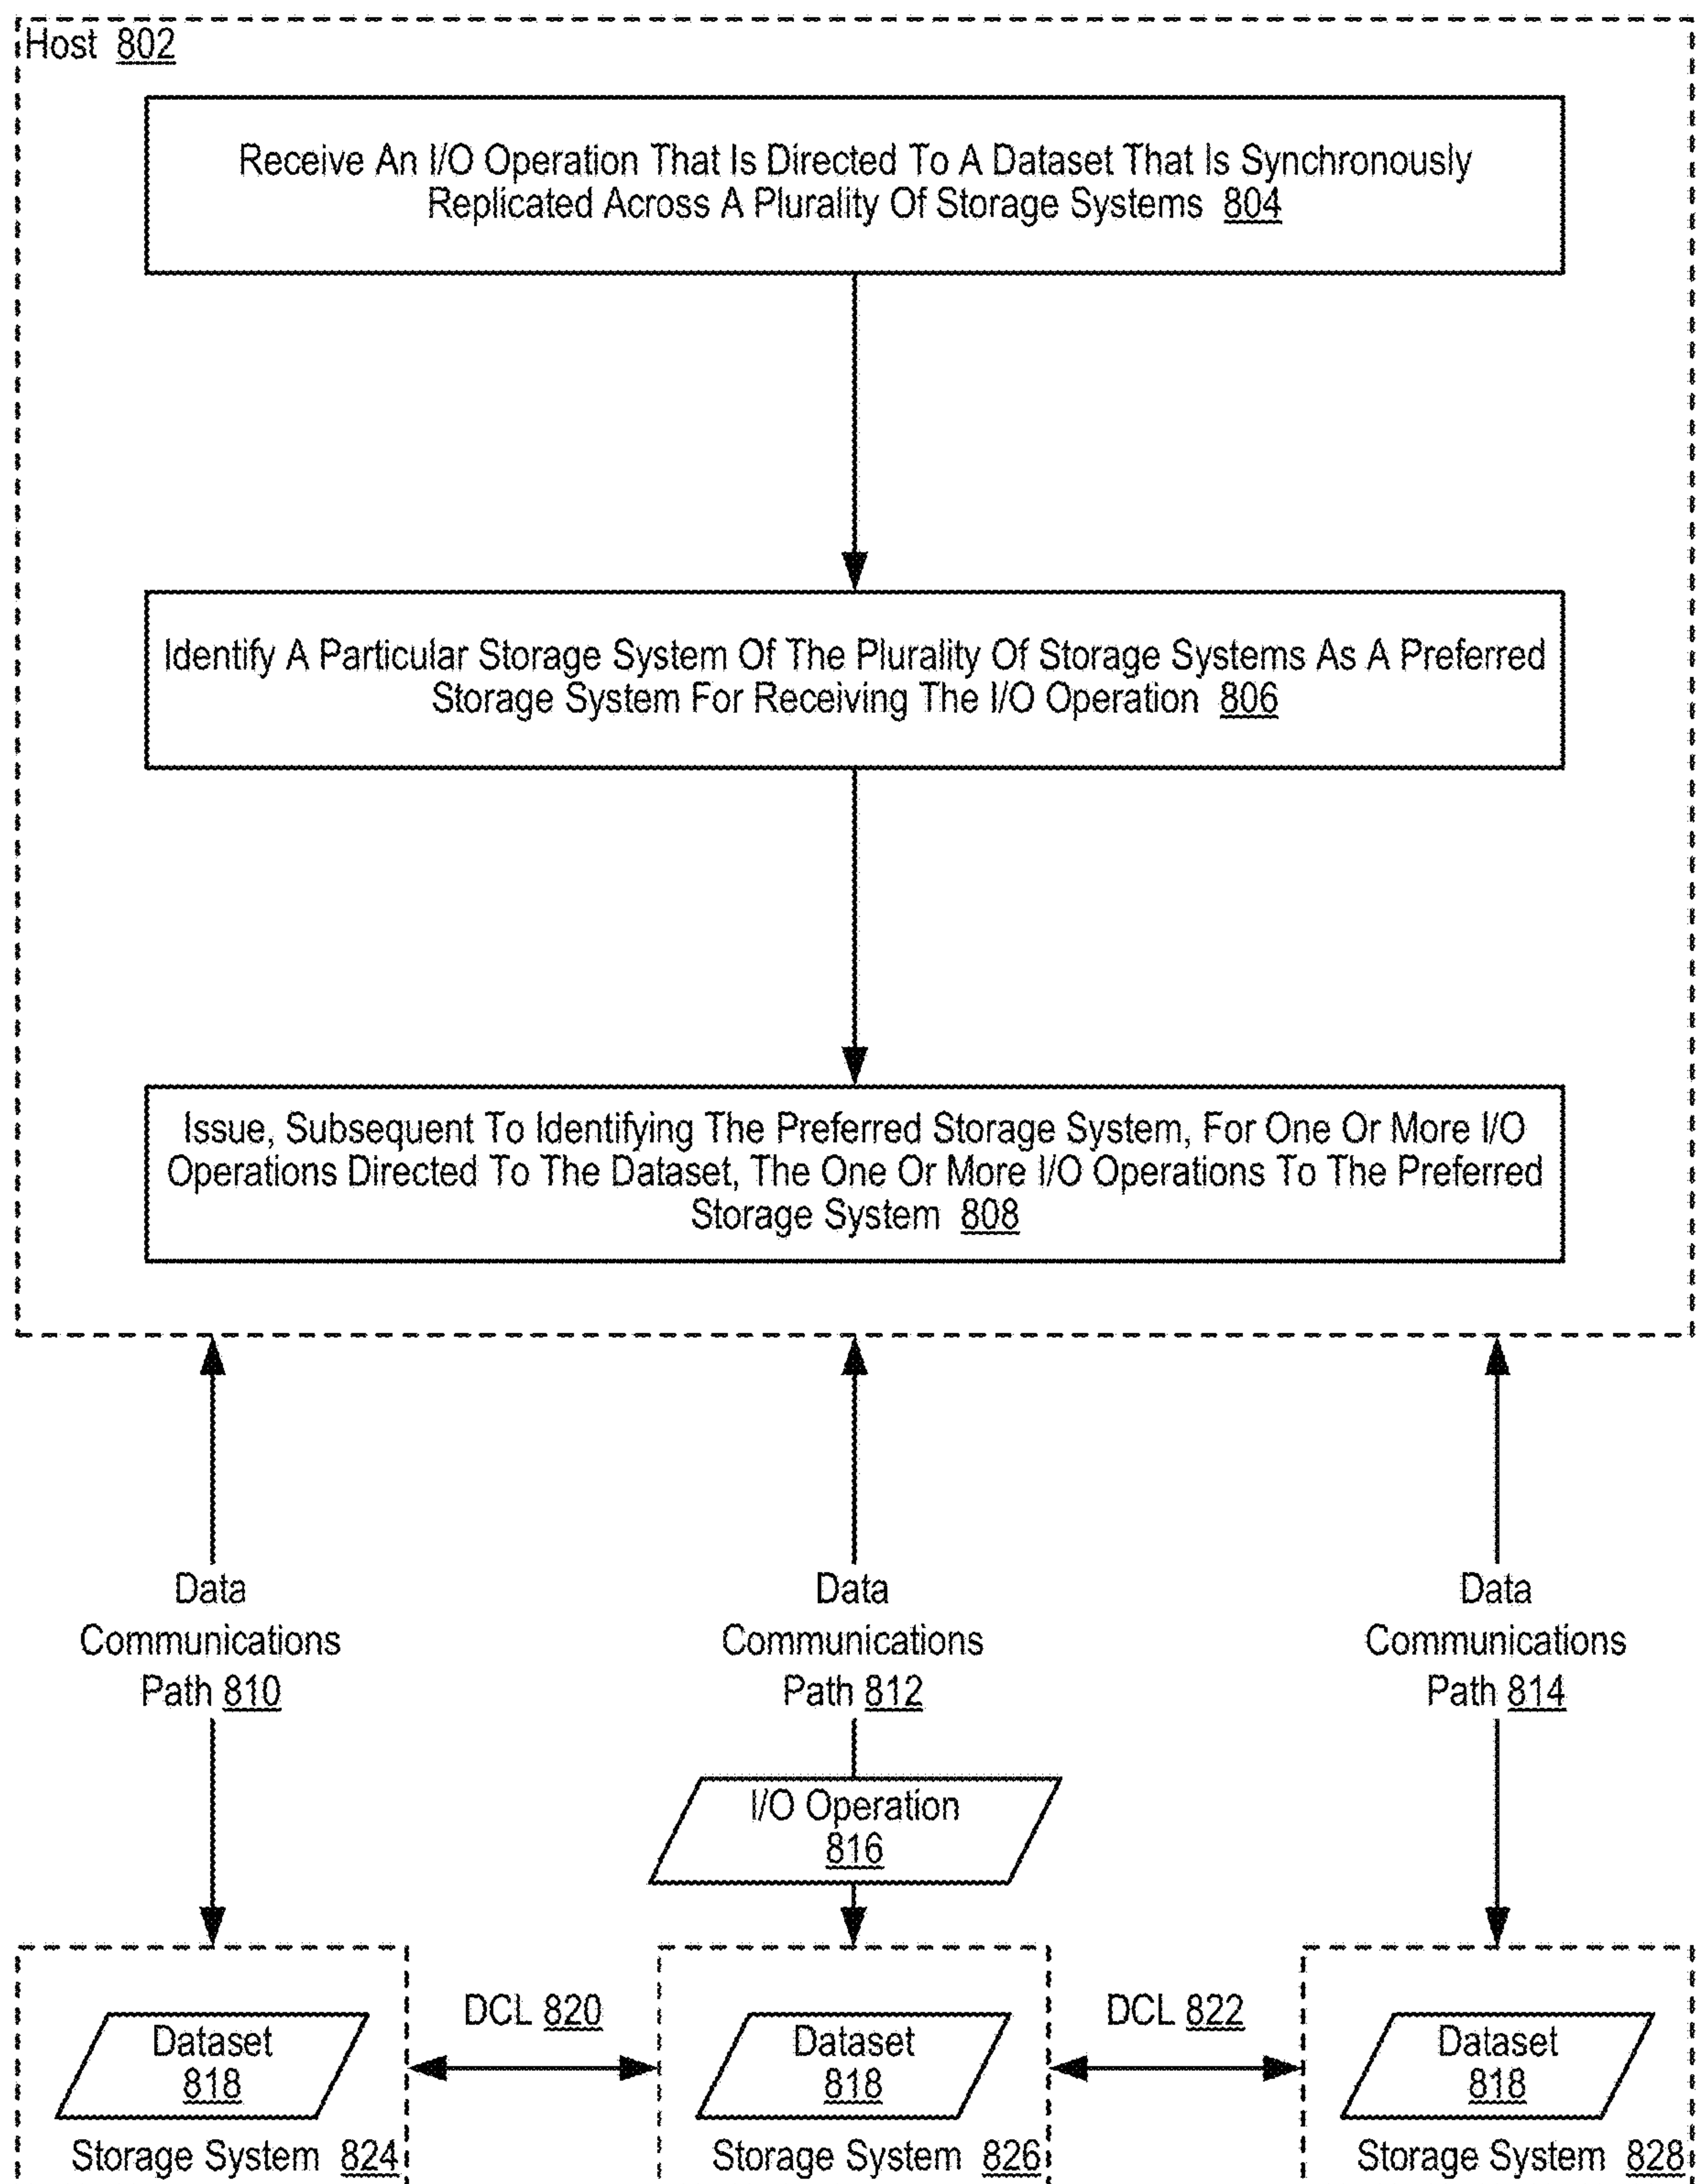 Host 802
Receive An I/O Operation That Is Directed To A Dataset That Is Synchronously
Replicated Across A Plurality Of Storage Systems 804
Identify A Particular Storage System Of The Plurality Of Storage Systems As A Preferred
Storage System For Receiving The I/O Operation 806
Issue, Subsequent To Identifying The Preferred Storage System, For One Or More I/O
Operations Directed To The Dataset, The One Or More I/O Operations To The Preferred
Storage System 808
Data
Communications
Path 810
Data
Communications
Path 812
Data
Communications
Path 814
I/O Operation
816
DCL 820
DCL 822
Dataset
818
Dataset
818
Dataset
818
Storage System 824
Storage System 826
Storage System 828